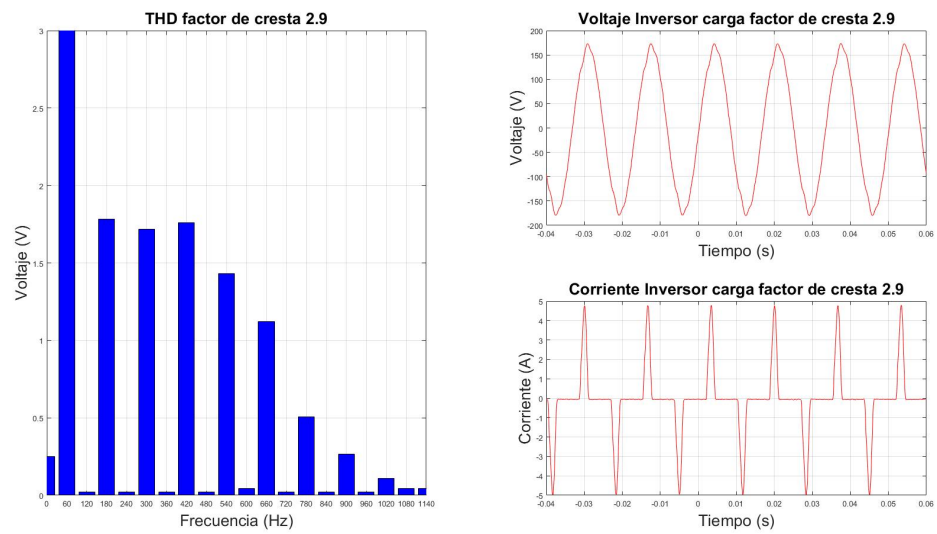 THD factor de cresta 2.9
Voltaje (V)
3
2.5
2
1.5
1
0.5
0
0 60 120 180 240 300 360 420 480 540 600 660 720 780 840 900 960 1020 1080 1140
Frecuencia (Hz)
Voltaje Inversor carga factor de cresta 2.9
Voltaje (V)
200
150
100
50
0
-50
-100
-150
-200
-0.04 -0.03 -0.02 -0.01 0 0.01 0.02 0.03 0.04 0.05 0.06
Tiempo (s)
Corriente Inversor carga factor de cresta 2.9
Corriente (A)
5
4
3
2
1
0
-1
-2
-3
-4
-5
-0.04 -0.03 -0.02 -0.01 0 0.01 0.02 0.03 0.04 0.05 0.06
Tiempo (s)